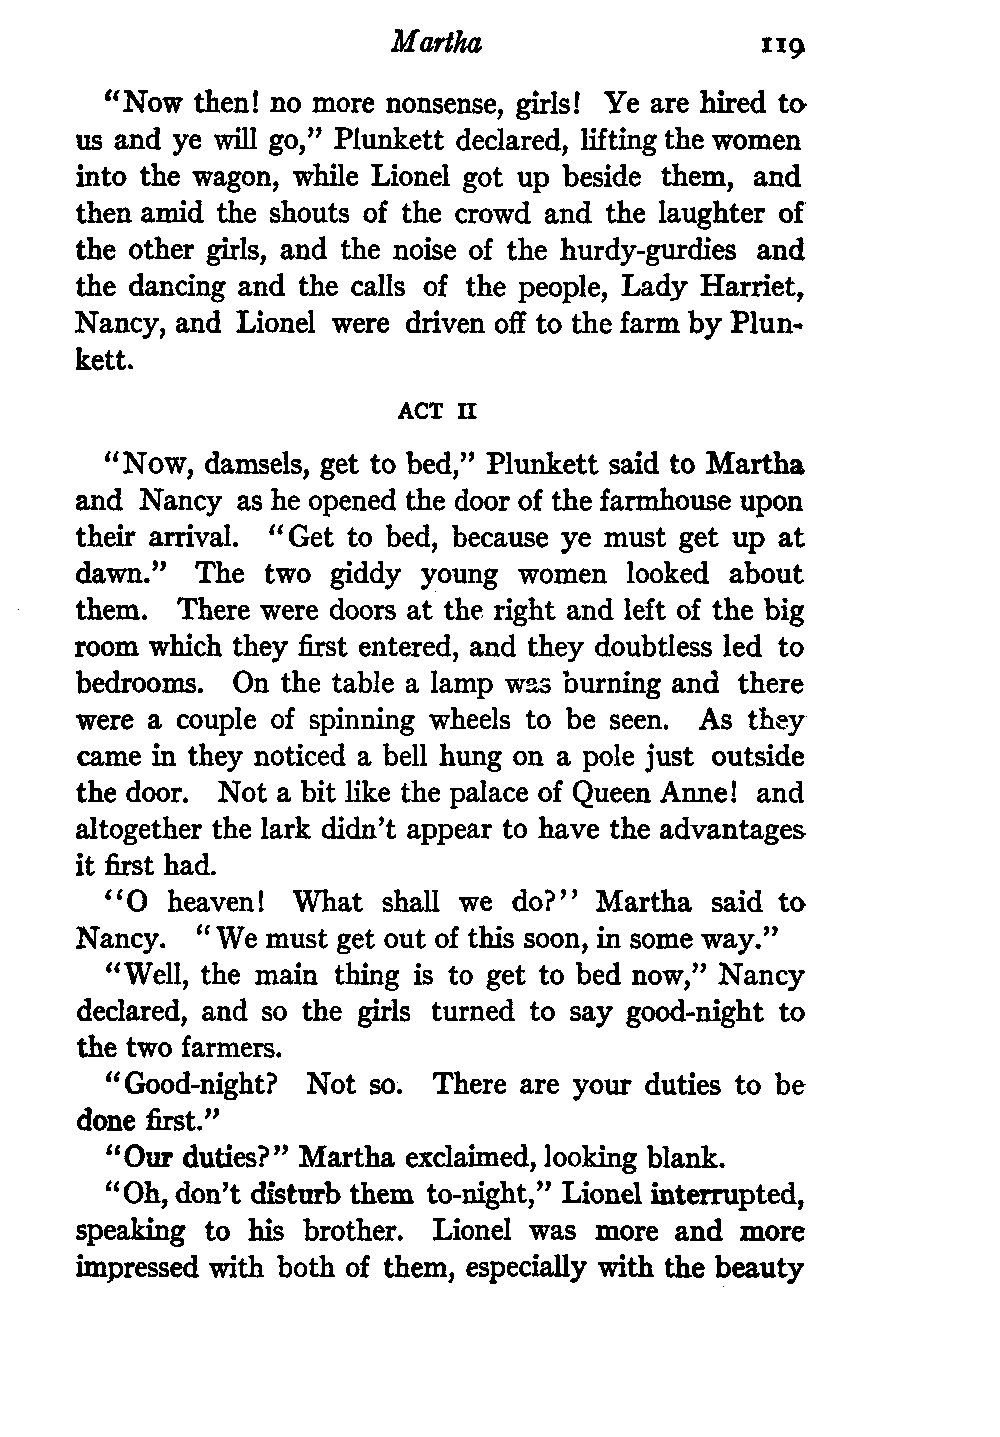 Martha 119
“Now then! no more nonsense, girls! Ye are hired to
us and ye will go,” Plunkett declared, lifting the women
into the wagon, while Lionel got up beside them, and
then amid the shouts of the crowd and the laughter of
the other girls, and the noise of the hurdy-gurdies and
the dancing and the calls of the people, Lady Harriet,
Nancy, and Lionel were driven off to the farm by Plun-
kett.
ACT II
“Now, damsels, get to bed,” Plunkett said to Martha
and Nancy as he opened the door of the farmhouse upon
their arrival. “Get to bed, because ye must get up at
dawn.” The two giddy young women looked about
them. There were doors at the right and left of the big
room which they first entered, and they doubtless led to
bedrooms. On the table a lamp was burning and there
were a couple of spinning wheels to be seen. As they
came in they noticed a bell hung on a pole just outside
the door. Not a bit like the palace of Queen Anne! and
altogether the lark didn’t appear to have the advantages
it first had.
“O heaven! What shall we do?” Martha said to
Nancy. “We must get out of this soon, in some way.”
“Well, the main thing is to get to bed now,” Nancy
declared, and so the girls turned to say good-night to
the two farmers.
“Good-night? Not so. There are your duties to be
done first.”
“Our duties?” Martha exclaimed, looking blank.
“Oh, don’t disturb them to-night,” Lionel interrupted,
speaking to his brother. Lionel was more and more
impressed with both of them, especially with the beauty